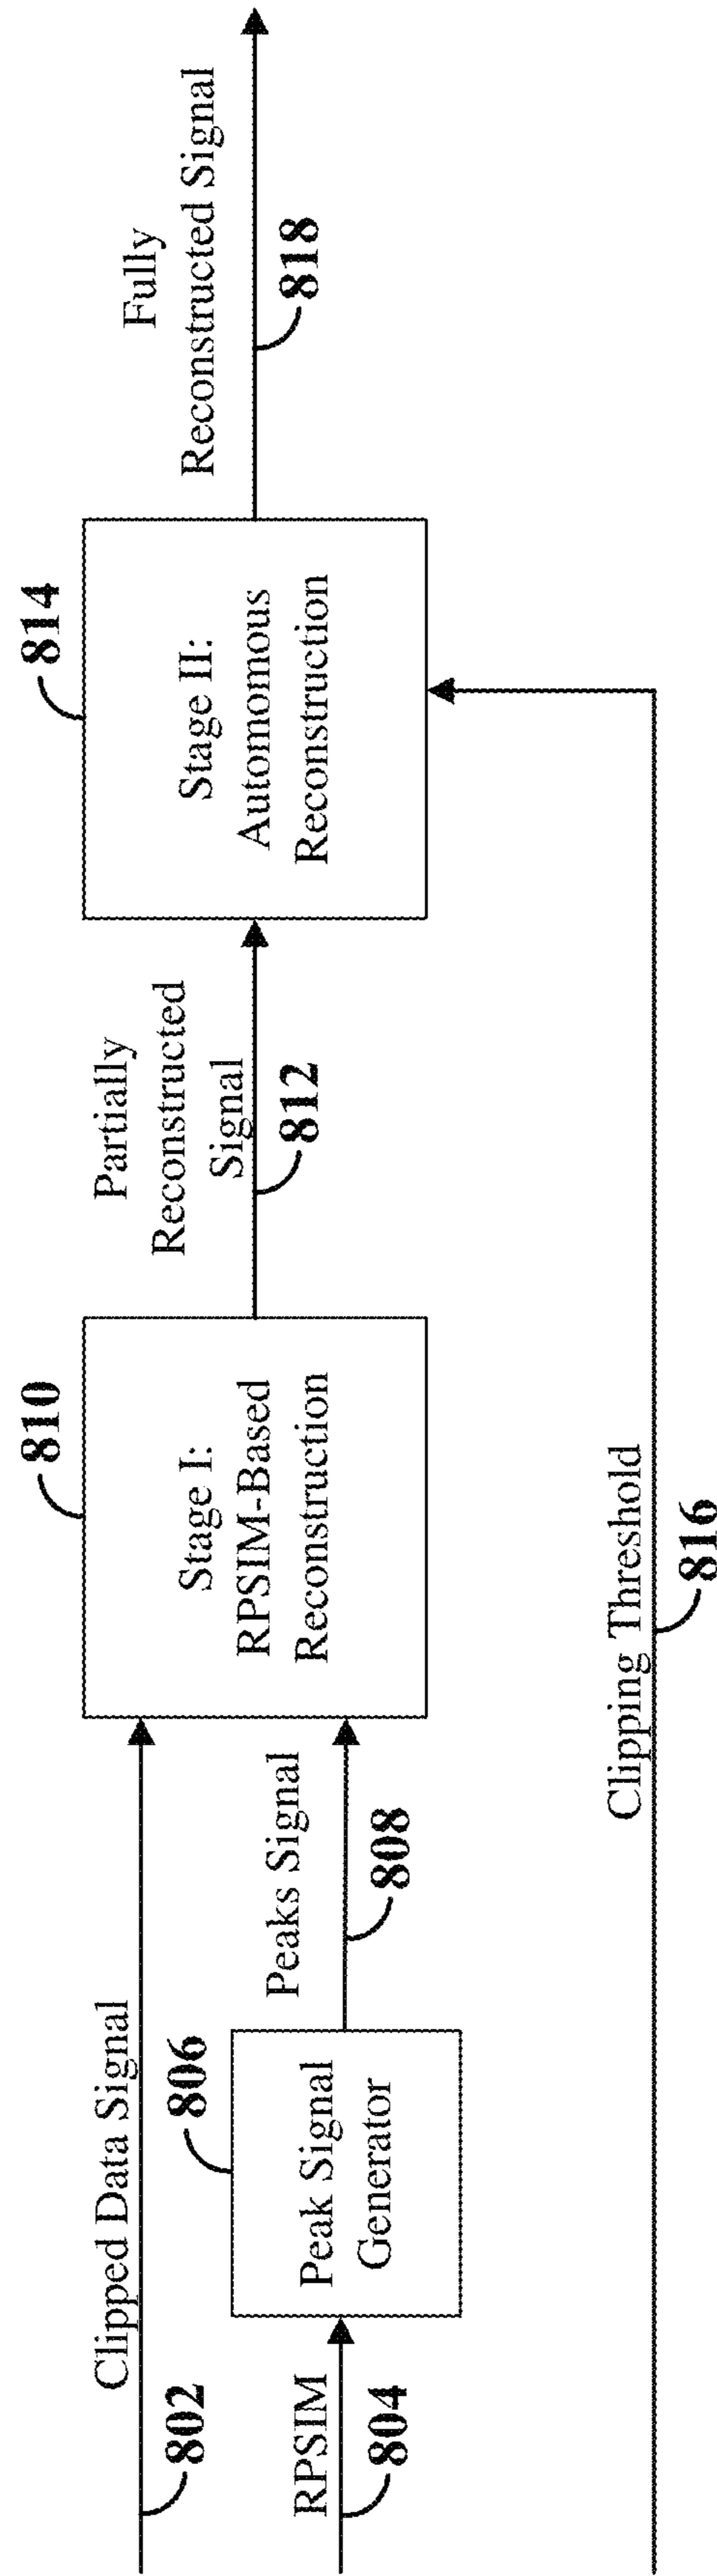 Clipped Data Signal
802
RPSIM
804
806
Peak Signal
Generator
Peaks Signal
808
810
Stage I:
RPSIM-Based
Reconstruction
Partially
Reconstructed
Signal
812
814
Stage II:
Automomous
Reconstruction
Fully
Reconstructed Signal
818
Clipping Threshold
816